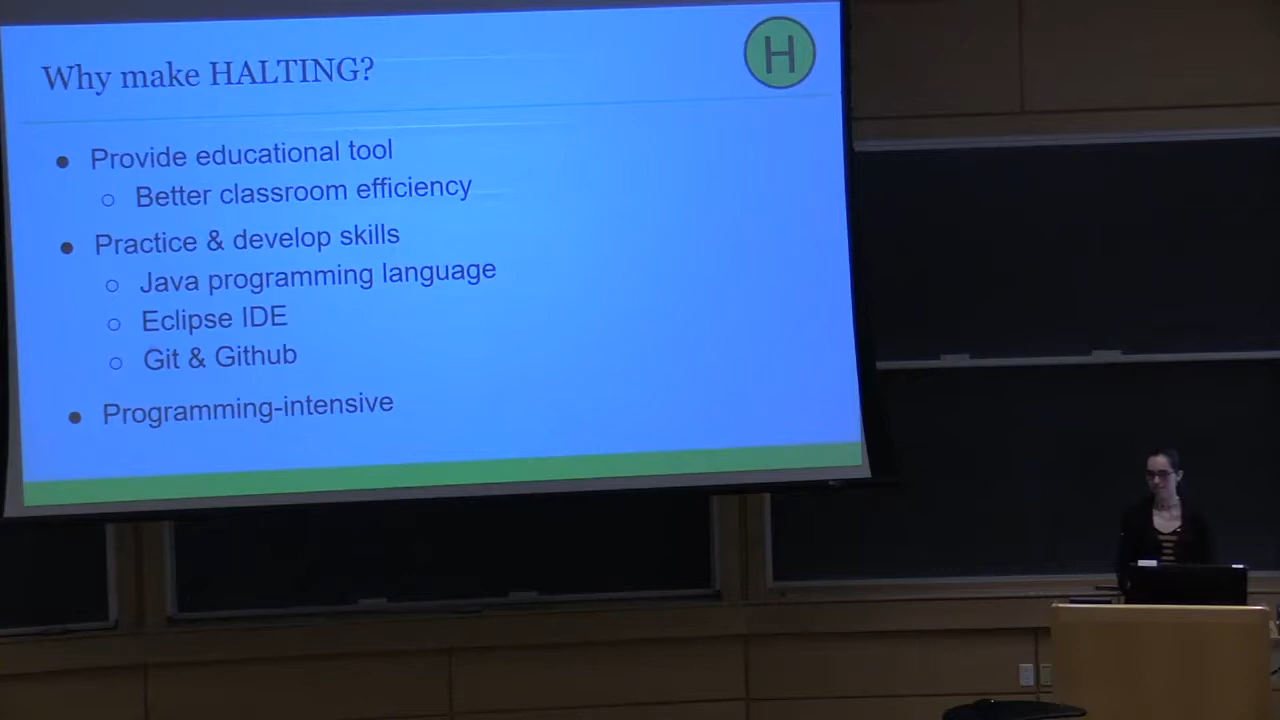 Why make HALTING?
H
● Provide educational tool
○ Better classroom efficiency
● Practice & develop skills
○ Java programming language
○ Eclipse IDE
○ Git & Github
● Programming-intensive